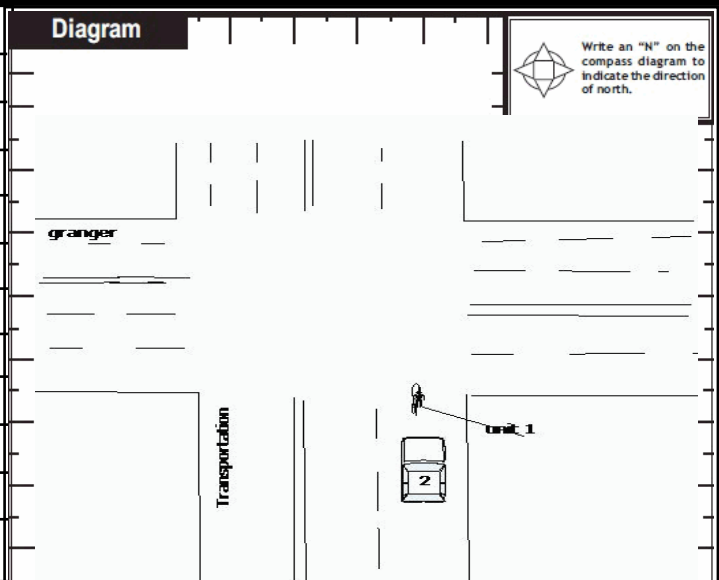 Diagram
Write an “N” on the
compass diagram to
indicate the direction
of north.
granger
Transportation
unit 1
2